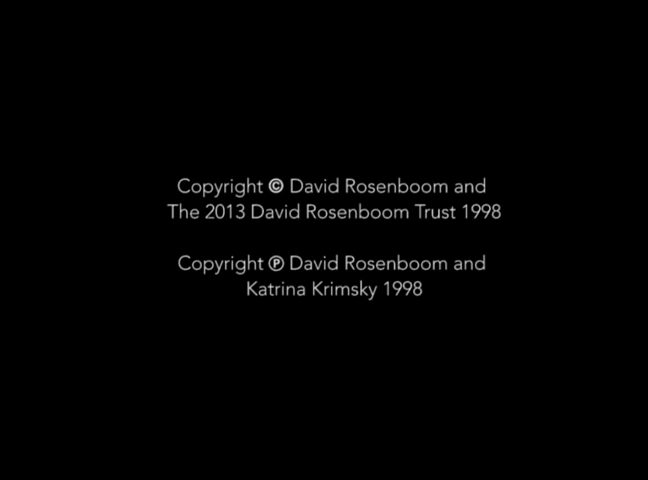 Copyright © David Rosenboom and
The 2013 David Rosenboom Trust 1998
Copyright ℗ David Rosenboom and
Katrina Krimsky 1998